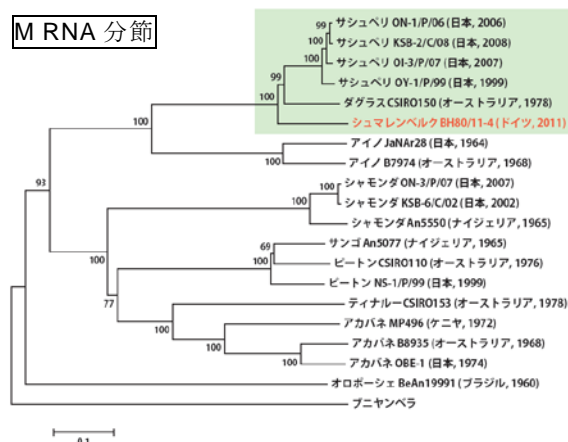 M RNA 分節
サシュペリ ON-1/P/06 (日本, 2006)
サシュペリ KSB-2/C/08 (日本, 2008)
サシュペリ OI-3/P/07 (日本, 2007)
サシュペリ OY-1/P/99 (日本, 1999)
ダグラス CSIRO150 (オーストラリア, 1978)
シュマレンベルク BH80/11-4 (ドイツ, 2011)
アイノ JaNAr28 (日本, 1964)
アイノ B7974 (オーストラリア, 1968)
シャモンダ ON-3/P/07 (日本, 2007)
シャモンダ KSB-6/C/02 (日本, 2002)
シャモンダ An5550 (ナイジェリア, 1965)
サンゴ An5077 (ナイジェリア, 1965)
ピートン CSIRO110 (オーストラリア, 1976)
ピートン NS-1/P/99 (日本, 1999)
ティナルー CSIRO153 (オーストラリア, 1978)
アカバネ MP496 (ケニヤ, 1972)
アカバネ B8935 (オーストラリア, 1968)
アカバネ OBE-1 (日本, 1974)
オロポーシェ BeAn19991 (ブラジル, 1960)
ブニヤンベラ
99
100
99
100
100
100
93
100
100
100
69
100
77
100
100
100
0.1